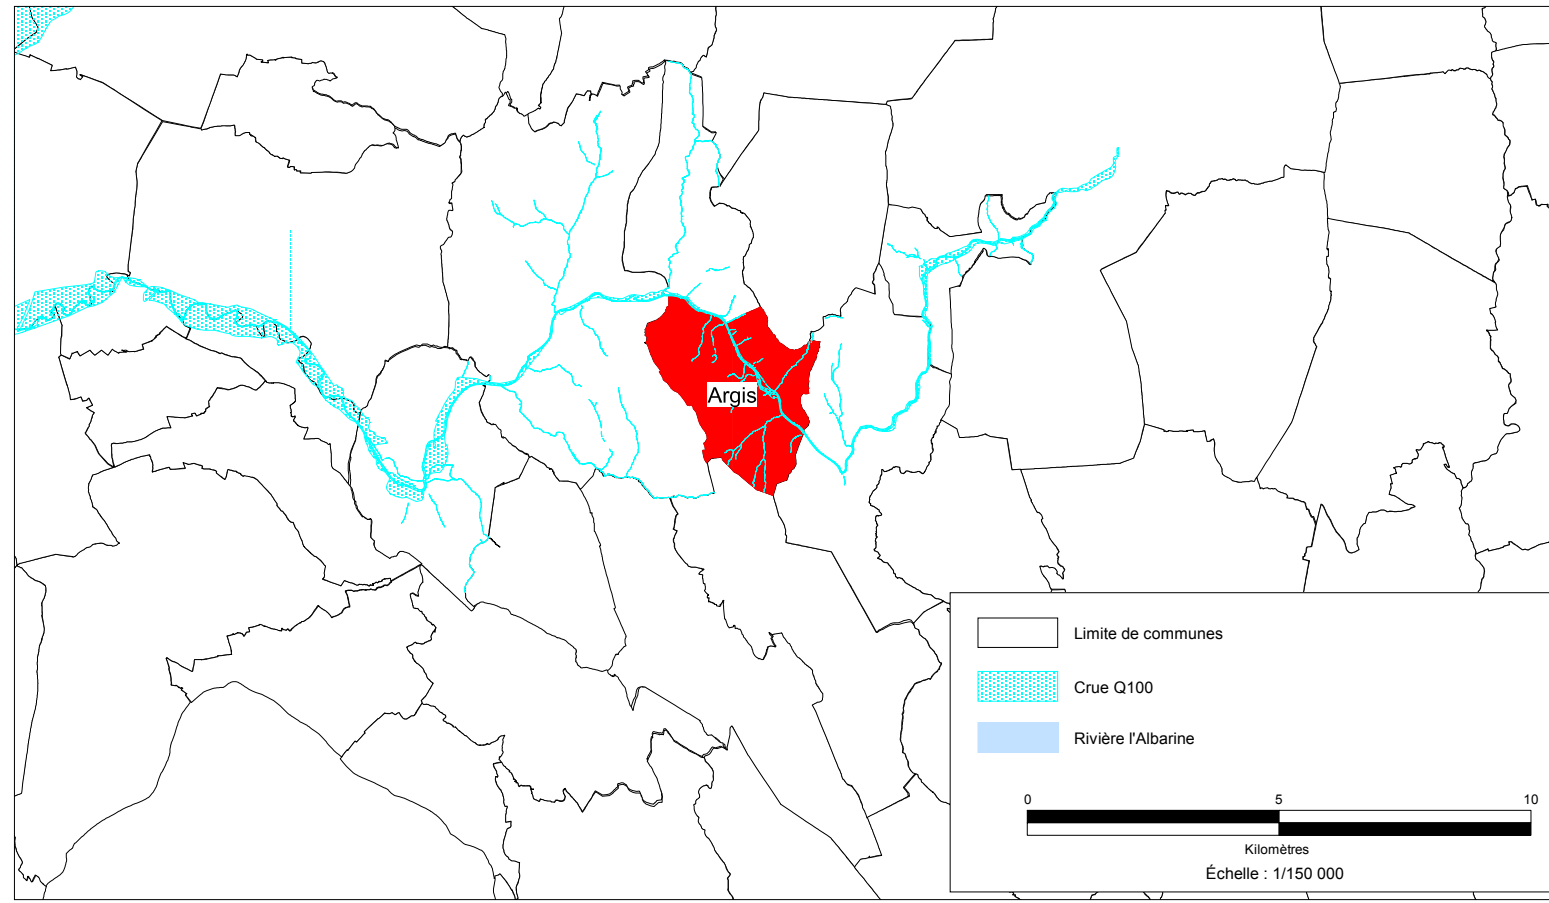 Argis
Limite de communes
Crue Q100
Rivière l'Albarine
0 5 10
Kilomètres
Échelle : 1/150 000